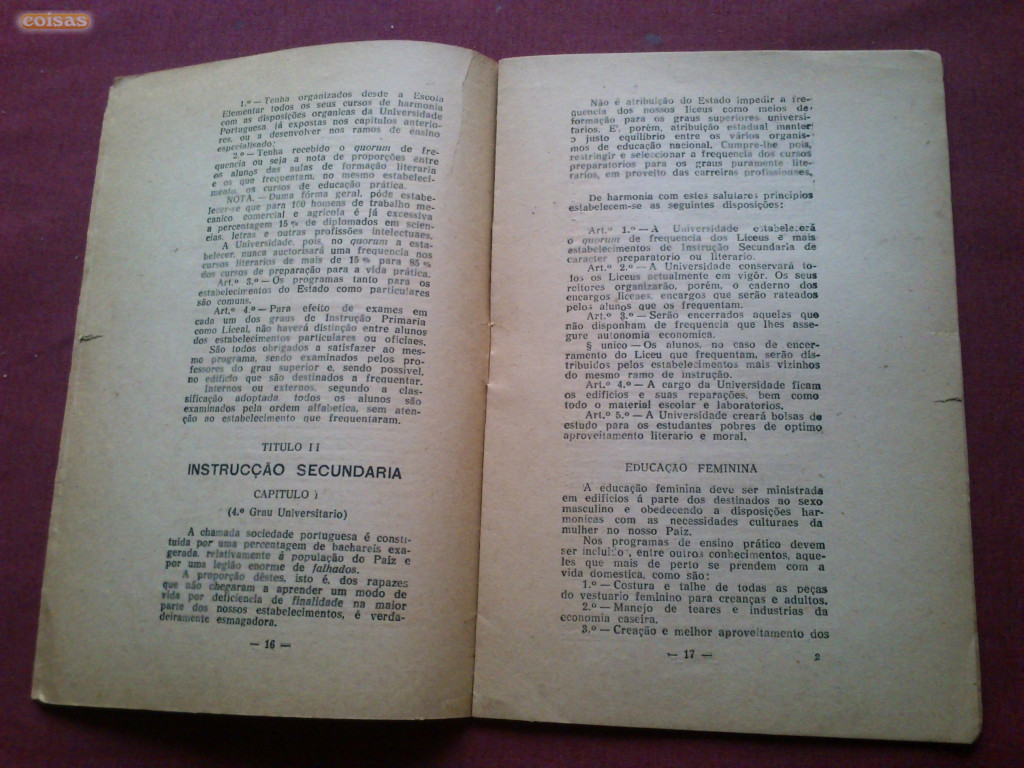 coisas
1.º — Tenha organizados desde a Escola
Elementar todos os seus cursos de harmonia
com as disposições organicas da Universidade
Portuguesa já expostas nos capitulos anterio-
res, ou a desenvolver nos ramos de ensino
especialisado;
2.º — Tenha recebido o quorum de fre-
quencia ou seja a nota de proporções entre
os alunos das aulas de formação literaria
e os que frequentam, no mesmo estabeleci-
mento, os cursos de educação prática.
NOTA. — Duma fórma geral, póde estabe-
lecer-se que para 100 homens de trabalho me-
canico comercial e agricola é já excessiva
a percentagem 15 % de diplomados em scien-
cias, letras e outras profissões intelectuaes.
A Universidade, pois, no quorum a esta-
belecer, nunca auctorisará uma frequencia nos
cursos literarios de mais de 15 % para 85 %
dos cursos de preparação para a vida prática.
Art.º 3.º — Os programas tanto para os
estabelecimentos do Estado como particulares
são comuns.
Art.º 4.º — Para efeito de exames em
cada um dos graus de Instrução Primaria
como Liceal, não haverá distinção entre alunos
dos estabelecimentos particulares ou oficiaes.
São todos obrigados a satisfazer ao mes-
mo programa, sendo examinados pelos pro-
fessores do grau superior e, sendo possivel,
no edificio que são destinados a frequentar.
Internos ou externos, segundo a clas-
sificação adoptada, todos os alunos são
examinados pela ordem alfabetica, sem aten-
ção ao estabelecimento que frequentaram.
TITULO II
INSTRUCÇÃO SECUNDARIA
CAPITULO I
(4.º Grau Universitario)
A chamada sociedade portuguesa é consti-
tuida por uma percentagem de bachareis exa-
gerada, relativamente á população do Paiz e
por uma legião enorme de falhados.
A proporção dêstes, isto é, dos rapazes
que não chegaram a aprender um modo de
vida por deficiencia de finalidade na maior
parte dos nossos estabelecimentos, é verda-
deiramente esmagadora.
— 16 —
Não é atribuição do Estado impedir a fre-
quencia dos nossos liceus como meios de
formação para os graus superiores universi-
tarios. E', porém, atribuição estadual manter
o justo equilibrio entre os vários organis-
mos de educação nacional. Cumpre-lhe pois,
restringir e seleccionar a frequencia dos cursos
preparatorios para os graus puramente lite-
rarios, em proveito das carreiras profissionaes.
De harmonia com estes salutares principios
estabelecem-se as seguintes disposições:
Art.º 1.º — A Universidade estabelecerá
o quorum de frequencia dos Liceus e mais
estabelecimentos de Instrução Secundaria de
caracter preparatorio ou literario.
Art.º 2.º — A Universidade conservará to-
dos os Liceus actualmente em vigôr. Os seus
reitores organizarão, porém, o caderno dos
encargos liceaes, encargos que serão rateados
pelos alunos que os frequentam.
Art.º 3.º — Serão encerrados aquelas que
não disponham de frequencia que lhes asse-
gure autonomia economica.
§ unico — Os alunos, no caso de encer-
ramento do Liceu que frequentam, serão dis-
tribuidos pelos estabelecimentos mais vizinhos
do mesmo ramo de instrução.
Art.º 4.º — A cargo da Universidade ficam
os edificios e suas reparações, bem como
todo o material escolar e laboratorios.
Art.º 5.º — A Universidade creará bolsas de
estudo para os estudantes pobres de optimo
aproveitamento literario e moral.
EDUCAÇÃO FEMININA
A educação feminina deve ser ministrada
em edificios á parte dos destinados ao sexo
masculino e obedecendo a disposições har-
monicas com as necessidades culturaes da
mulher no nosso Paiz.
Nos programas de ensino prático devem
ser incluidos, entre outros conhecimentos, aque-
les que mais de perto se prendem com a
vida domestica, como são:
1.º — Costura e talhe de todas as peças
do vestuario feminino para creanças e adultos.
2.º — Manejo de teares e industrias da
economia caseira.
3.º — Creação e melhor aproveitamento dos
— 17 —
2